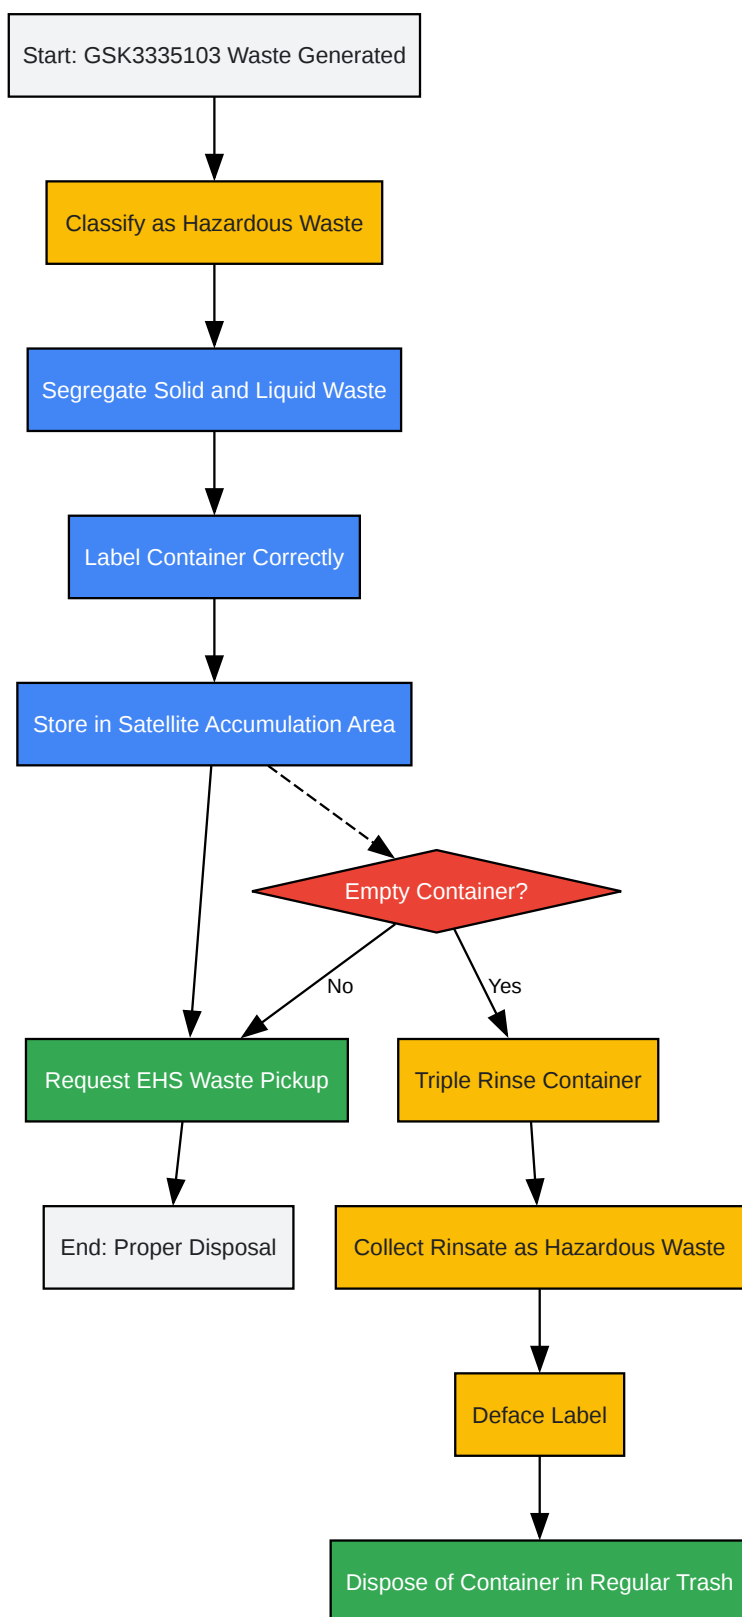 Start: GSK3335103 Waste Generated
Classify as Hazardous Waste
Segregate Solid and Liquid Waste
Label Container Correctly
Store in Satellite Accumulation Area
Empty Container?
No
Yes
Request EHS Waste Pickup
Triple Rinse Container
End: Proper Disposal
Collect Rinsate as Hazardous Waste
Deface Label
Dispose of Container in Regular Trash